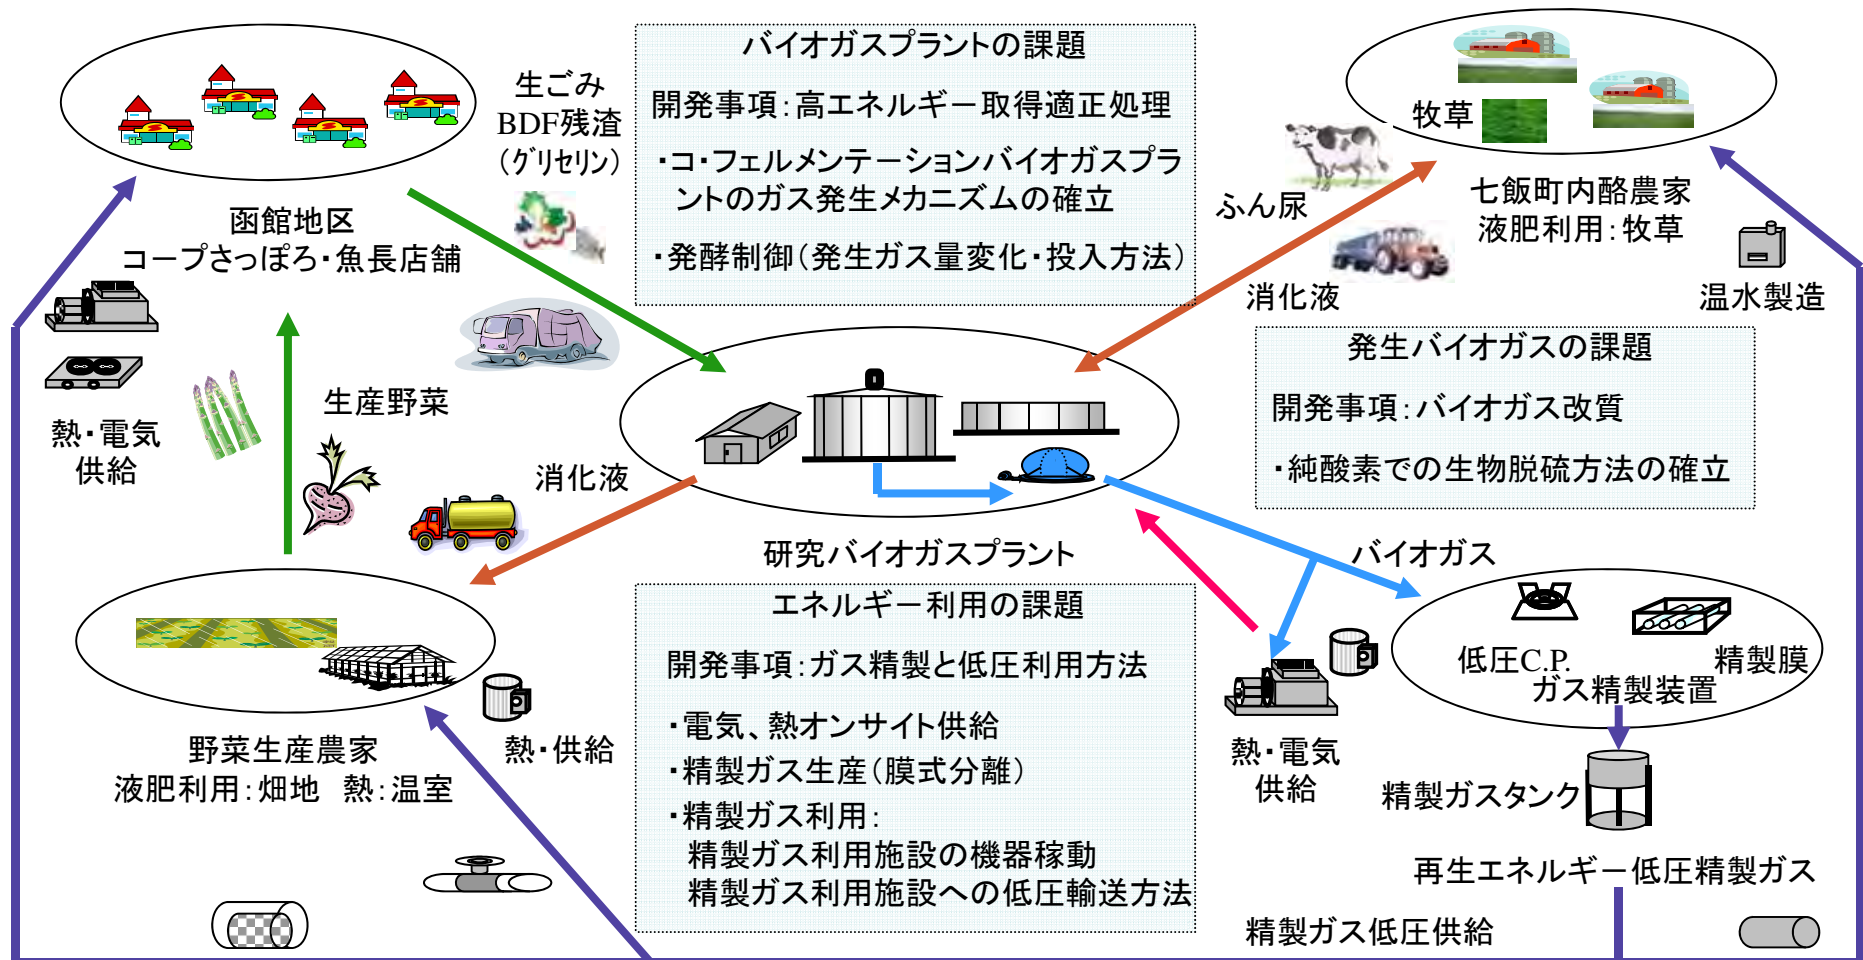 バイオガスプラントの課題
開発事項：高エネルギー取得適正処理
・コ・フェルメンテーションバイオガスプラ
ントのガス発生メカニズムの確立
・発酵制御（発生ガス量変化・投入方法）
生ごみ
BDF残渣
（グリセリン）
函館地区
コープさっぽろ・魚長店舗
熱・電気
供給
生産野菜
消化液
牧草
ふん尿
七飯町内酪農家
液肥利用：牧草
消化液
温水製造
発生バイオガスの課題
開発事項：バイオガス改質
・純酸素での生物脱硫方法の確立
研究バイオガスプラント
バイオガス
エネルギー利用の課題
開発事項：ガス精製と低圧利用方法
・電気、熱オンサイト供給
・精製ガス生産（膜式分離）
・精製ガス利用：
精製ガス利用施設の機器稼動
精製ガス利用施設への低圧輸送方法
野菜生産農家
液肥利用：畑地　熱：温室
熱・供給
熱・電気
供給
低圧C.P.
精製膜
ガス精製装置
精製ガスタンク
再生エネルギー低圧精製ガス
精製ガス低圧供給